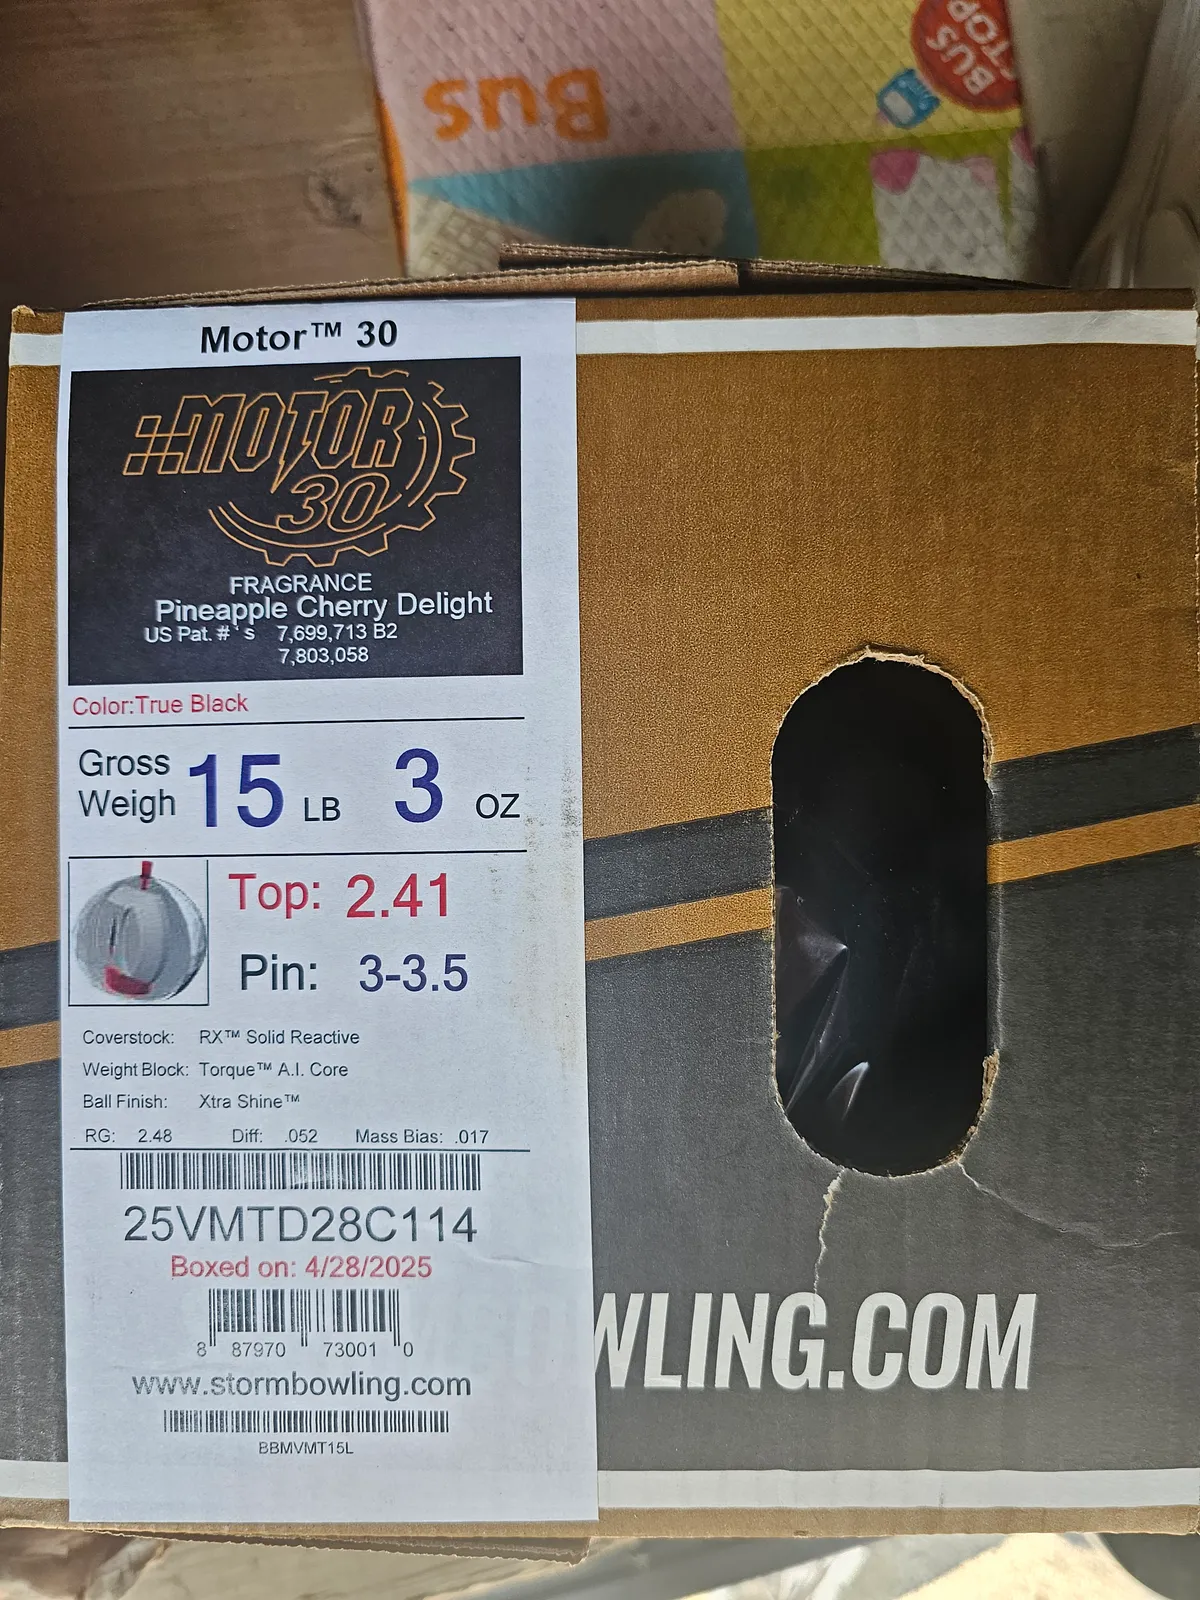 Bus
BUS
STOP
Motor™ 30
MOTOR
30
FRAGRANCE
Pineapple Cherry Delight
US Pat. #'s 7,699,713 B2
7,803,058
Color:True Black
Gross
Weigh 15 LB 3 OZ
Top: 2.41
Pin: 3-3.5
Coverstock: RX™ Solid Reactive
Weight Block: Torque™ A.I. Core
Ball Finish: Xtra Shine™
RG: 2.48 Diff: .052 Mass Bias: .017
25VMTD28C114
Boxed on: 4/28/2025
8 87970 73001 0
www.stormbowling.com
BBMVMT15L
WLING.COM